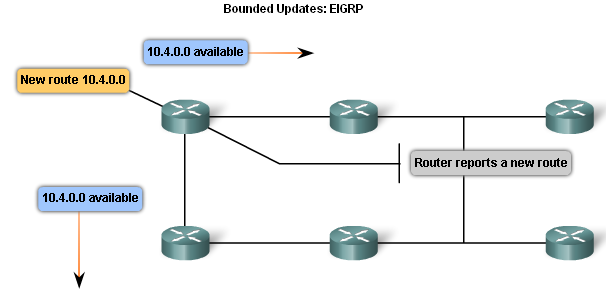 Bounded Updates: EIGRP
10.4.0.0 available
New route 10.4.0.0
Router reports a new route
10.4.0.0 available